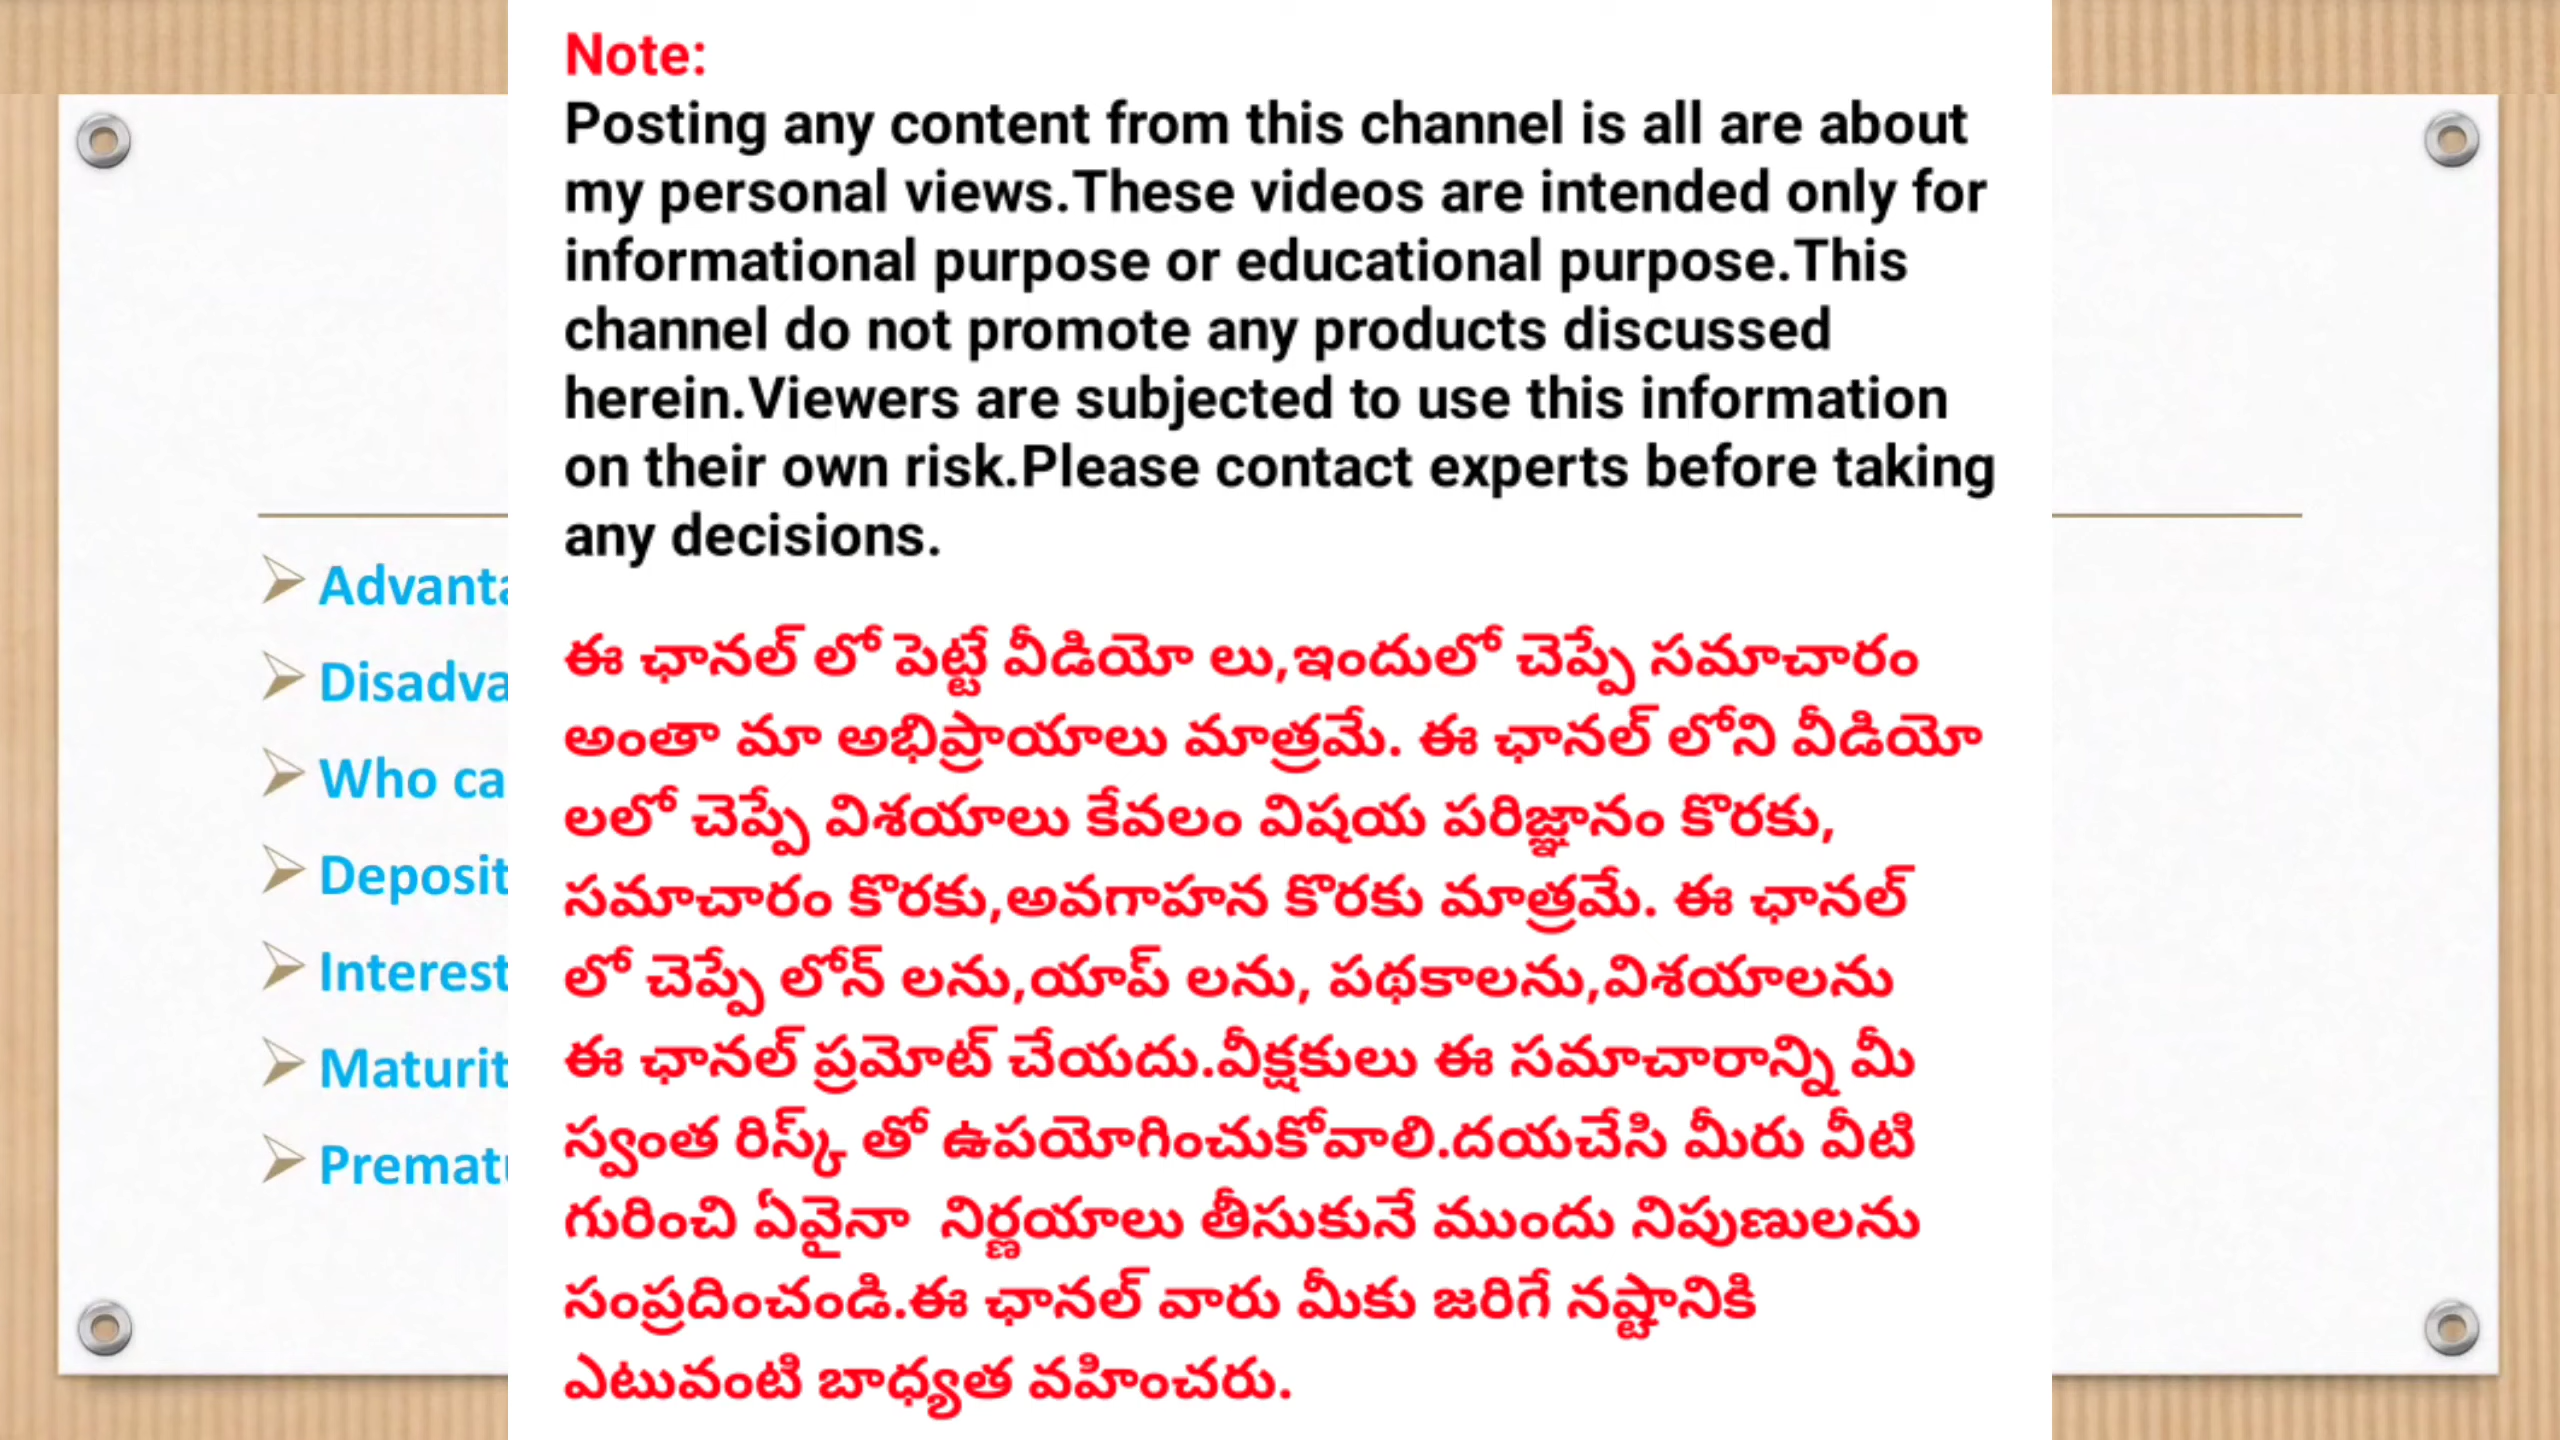 Note:
Posting any content from this channel is all are about
my personal views.These videos are intended only for
informational purpose or educational purpose.This
channel do not promote any products discussed
herein.Viewers are subjected to use this information
on their own risk.Please contact experts before taking
any decisions.
ఈ ఛానల్ లో పెట్టే వీడియో లు,ఇందులో చెప్పే సమాచారం
అంతా మా అభిప్రాయాలు మాత్రమే. ఈ ఛానల్ లోని వీడియో
లలో చెప్పే విశయాలు కేవలం విషయ పరిజ్ఞానం కొరకు,
సమాచారం కొరకు,అవగాహన కొరకు మాత్రమే. ఈ ఛానల్
లో చెప్పే లోన్ లను,యాప్ లను, పథకాలను,విశయాలను
ఈ ఛానల్ ప్రమోట్ చేయదు.వీక్షకులు ఈ సమాచారాన్ని మీ
స్వంత రిస్క్ తో ఉపయోగించుకోవాలి.దయచేసి మీరు వీటి
గురించి ఏవైనా  నిర్ణయాలు తీసుకునే ముందు నిపుణులను
సంప్రదించండి.ఈ ఛానల్ వారు మీకు జరిగే నష్టానికి
ఎటువంటి బాధ్యత వహించరు.
Who
Deposit
Interest